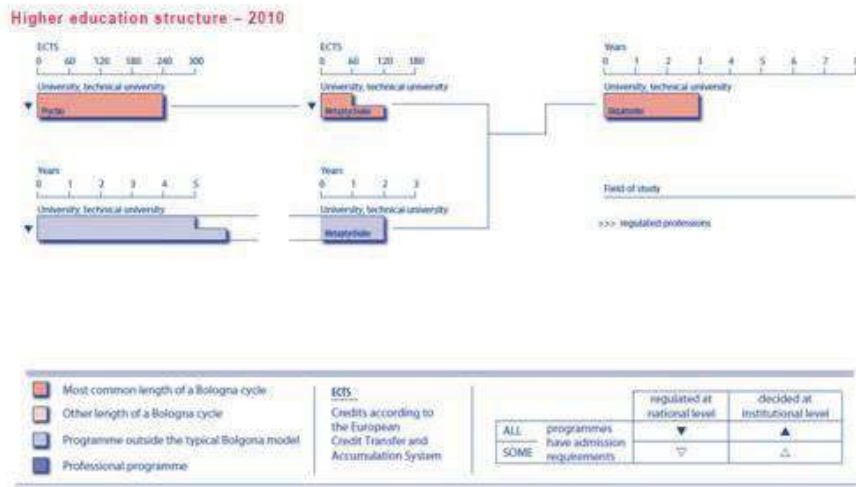 Higher education structure – 2010
ECTS
0 60 120 180 240 300
University, technical university
Ptychio
ECTS
0 60 120 180
University, technical university
Metaptychiako
Years
0 1 2 3 4 5 6 7 8
University, technical university
Didaktoriko
Years
0 1 2 3 4 5
University, technical university
Years
0 1 2 3
University, technical university
Metaptychiako
Field of study
>>> regulated professions
Most common length of a Bologna cycle
Other length of a Bologna cycle
Programme outside the typical Bolgona model
Professional programme
ECTS
Credits according to
the European
Credit Transfer and
Accumulation System
regulated at
national level
decided at
institutional level
ALL
SOME
programmes
have admission
requirements